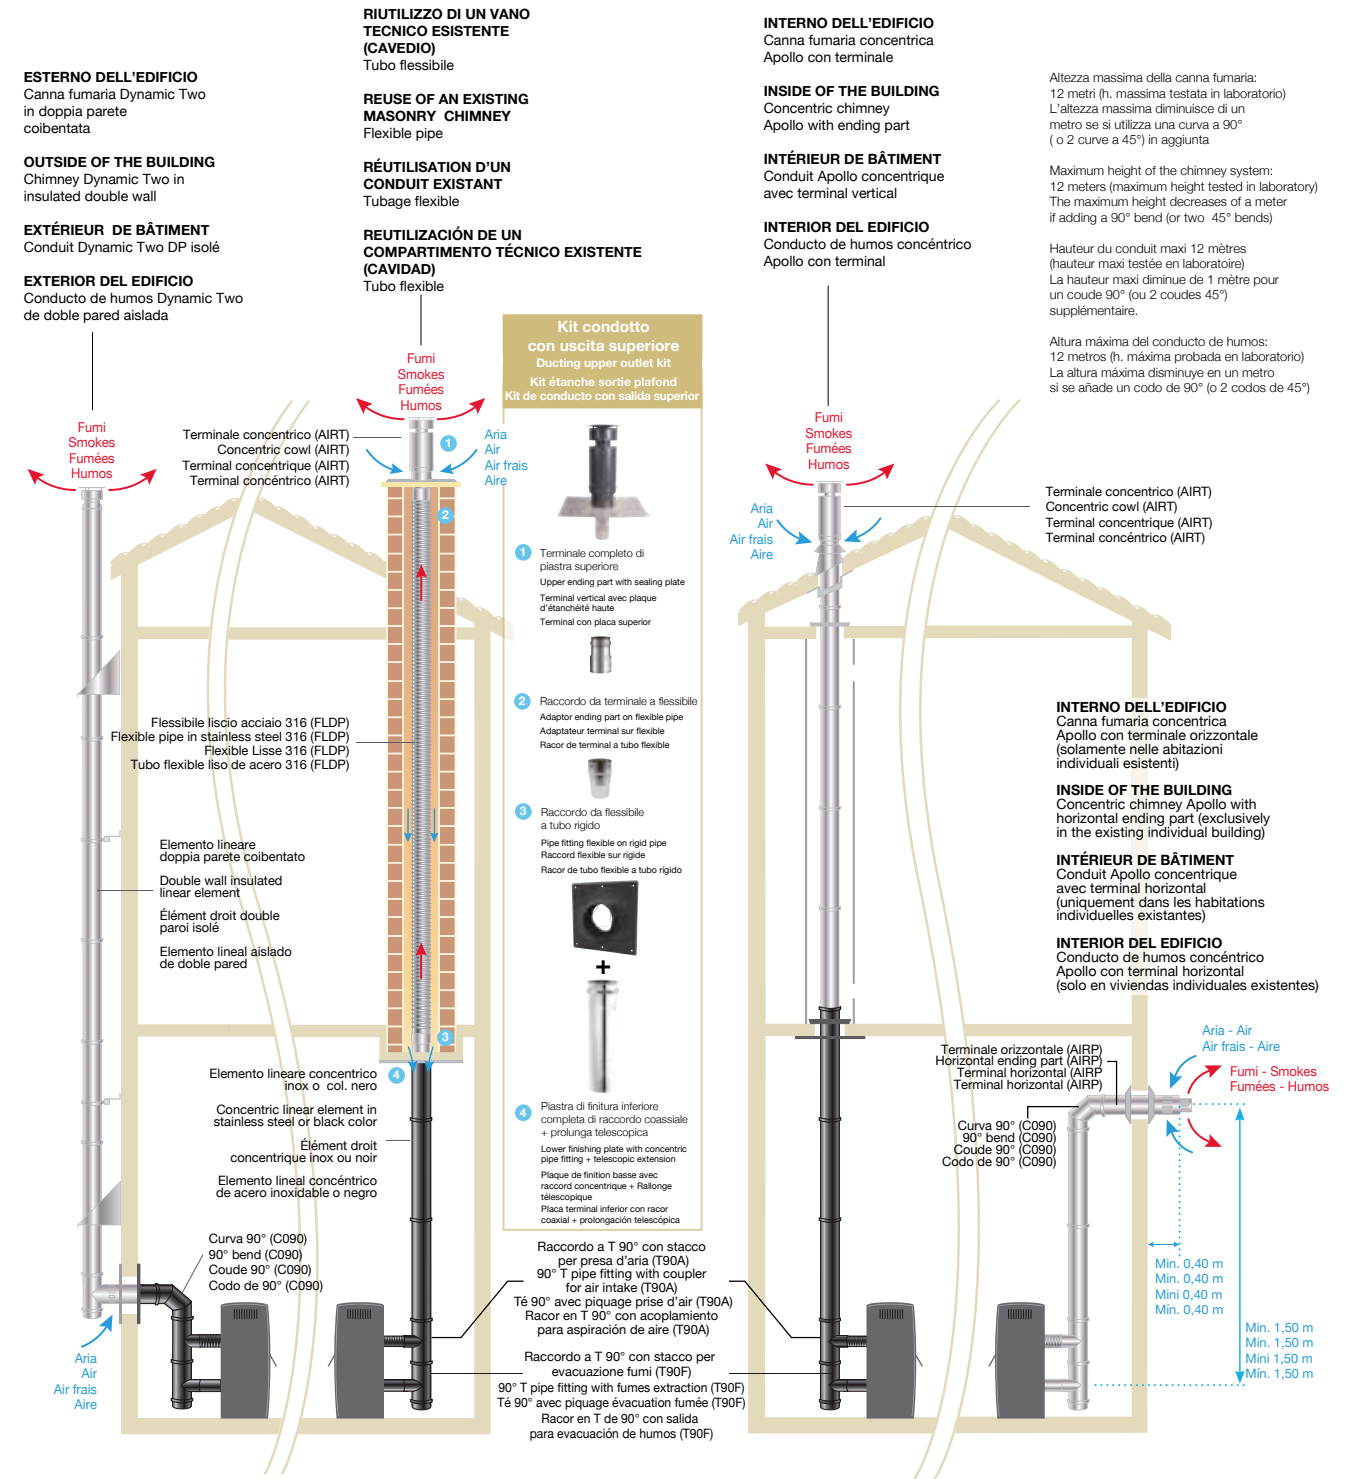 ESTERNO DELL'EDIFICIO
Canna fumaria Dynamic Two
in doppia parete
coibentata
OUTSIDE OF THE BUILDING
Chimney Dynamic Two in
insulated double wall
EXTÉRIEUR DE BÂTIMENT
Conduit Dynamic Two DP isolé
EXTERIOR DEL EDIFICIO
Conducto de humos Dynamic Two
de doble pared aislada
RIUTILIZZO DI UN VANO
TECNICO ESISTENTE
(CAVEDIO)
Tubo flessibile
REUSE OF AN EXISTING
MASONRY CHIMNEY
Flexible pipe
RÉUTILISATION D'UN
CONDUIT EXISTANT
Tubage flexible
REUTILIZACIÓN DE UN
COMPARTIMENTO TÉCNICO EXISTENTE
(CAVIDAD)
Tubo flexible
INTERNO DELL'EDIFICIO
Canna fumaria concentrica
Apollo con terminale
INSIDE OF THE BUILDING
Concentric chimney
Apollo with ending part
INTÉRIEUR DE BÂTIMENT
Conduit Apollo concentrique
avec terminal vertical
INTERIOR DEL EDIFICIO
Conducto de humos concéntrico
Apollo con terminal
Altezza massima della canna fumaria:
12 metri (h. massima testata in laboratorio)
L'altezza massima diminuisce di un
metro se si utilizza una curva a 90°
( o 2 curve a 45°) in aggiunta
Maximum height of the chimney system:
12 meters (maximum height tested in laboratory)
The maximum height decreases of a meter
if adding a 90° bend (or two 45° bends)
Hauteur du conduit maxi 12 mètres
(hauteur maxi testée en laboratoire)
La hauteur maxi diminue de 1 mètre pour
un coude 90° (ou 2 coudes 45°)
supplémentaire.
Altura máxima del conducto de humos:
12 metros (h. máxima probada en laboratorio)
La altura máxima disminuye en un metro
si se añade un codo de 90° (o 2 codos de 45°)
Fumi
Smokes
Fumées
Humos
Fumi
Smokes
Fumées
Humos
Terminale concentrico (AIRT)
Concentric cowl (AIRT)
Terminal concentrique (AIRT)
Terminal concéntrico (AIRT)
1
Aria
Air
Air frais
Aire
2
Kit condotto
con uscita superiore
Ducting upper outlet kit
Kit étanche sortie plafond
Kit de conducto con salida superior
1 Terminale completo di
piastra superiore
Upper ending part with sealing plate
Terminal vertical avec plaque
d'étanchéité haute
Terminal con placa superior
2 Raccordo da terminale a flessibile
Adaptor ending part on flexible pipe
Adaptateur terminal sur flexible
Racor de terminal a tubo flexible
3 Raccordo da flessibile
a tubo rigido
Pipe fitting flexible on rigid pipe
Raccord flexible sur rigide
Racor de tubo flexible a tubo rígido
+
4 Piastra di finitura inferiore
completa di raccordo coassiale
+ prolunga telescopica
Lower finishing plate with concentric
pipe fitting + telescopic extension
Plaque de finition basse avec
raccord concentrique + Rallonge
télescopique
Placa terminal inferior con racor
coaxial + prolongación telescópica
Fumi
Smokes
Fumées
Humos
Aria
Air
Air frais
Aire
Terminale concentrico (AIRT)
Concentric cowl (AIRT)
Terminal concentrique (AIRT)
Terminal concéntrico (AIRT)
Flessibile liscio acciaio 316 (FLDP)
Flexible pipe in stainless steel 316 (FLDP)
Flexible Lisse 316 (FLDP)
Tubo flexible liso de acero 316 (FLDP)
Elemento lineare
doppia parete coibentato
Double wall insulated
linear element
Élément droit double
paroi isolé
Elemento lineal aislado
de doble pared
3
4
Elemento lineare concentrico
inox o col. nero
Concentric linear element in
stainless steel or black color
Élément droit
concentrique inox ou noir
Elemento lineal concéntrico
de acero inoxidable o negro
Curva 90° (C090)
90° bend (C090)
Coude 90° (C090)
Codo de 90° (C090)
Aria
Air
Air frais
Aire
Raccordo a T 90° con stacco
per presa d'aria (T90A)
90° T pipe fitting with coupler
for air intake (T90A)
Té 90° avec piquage prise d'air (T90A)
Racor en T 90° con acoplamiento
para aspiración de aire (T90A)
Raccordo a T 90° con stacco per
evacuazione fumi (T90F)
90° T pipe fitting with fumes extraction (T90F)
Té 90° avec piquage évacuation fumée (T90F)
Racor en T de 90° con salida
para evacuación de humos (T90F)
INTERNO DELL'EDIFICIO
Canna fumaria concentrica
Apollo con terminale orizzontale
(solamente nelle abitazioni
individuali esistenti)
INSIDE OF THE BUILDING
Concentric chimney Apollo with
horizontal ending part (exclusively
in the existing individual building)
INTÉRIEUR DE BÂTIMENT
Conduit Apollo concentrique
avec terminal horizontal
(uniquement dans les habitations
individuelles existantes)
INTERIOR DEL EDIFICIO
Conducto de humos concéntrico
Apollo con terminal horizontal
(solo en viviendas individuales existentes)
Aria - Air
Air frais - Aire
Fumi - Smokes
Fumées - Humos
Terminale orizzontale (AIRP)
Horizontal ending part (AIRP)
Terminal horizontal (AIRP
Terminal horizontal (AIRP)
Curva 90° (C090)
90° bend (C090)
Coude 90° (C090)
Codo de 90° (C090)
Min. 0,40 m
Min. 0,40 m
Mini 0,40 m
Mín. 0,40 m
Min. 1,50 m
Min. 1,50 m
Mini 1,50 m
Mín. 1,50 m